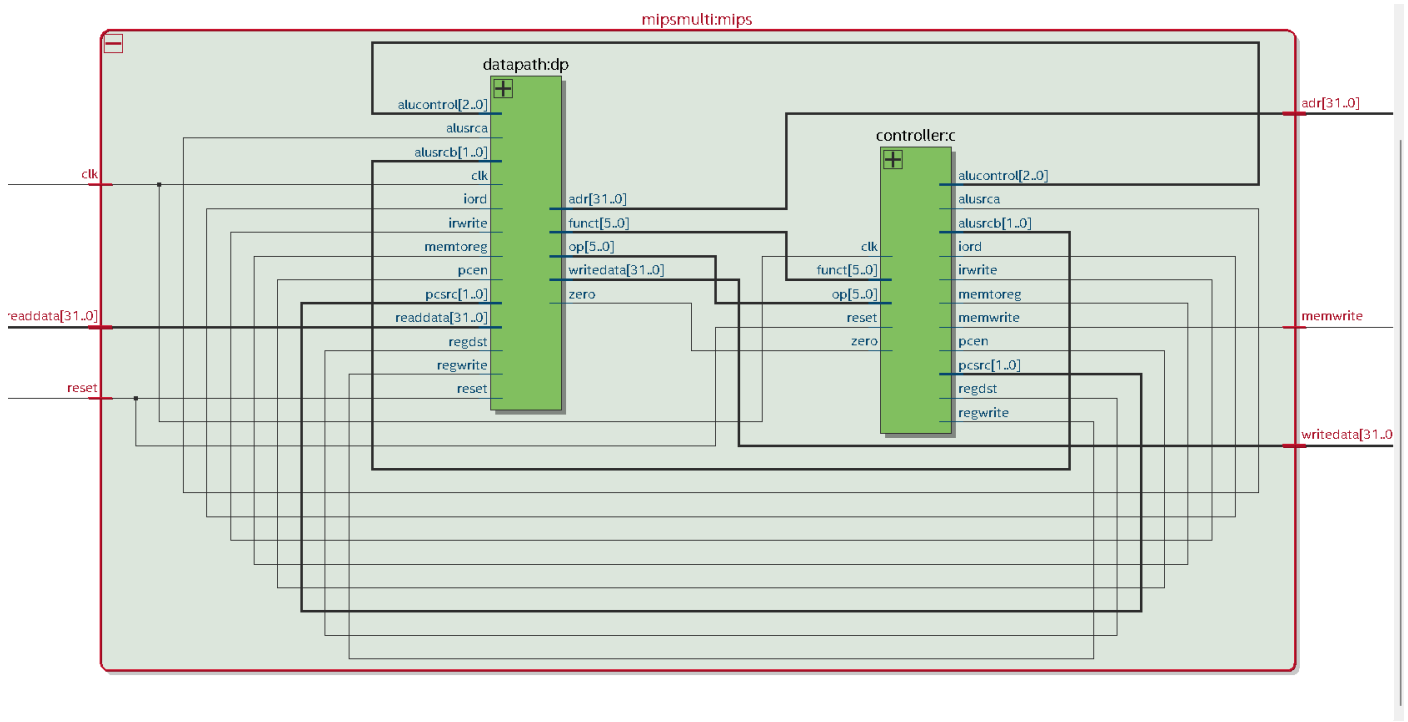 mipsmulti:mips
datapath:dp
alucontrol[2..0]
alusrca
alusrcb[1..0]
clk
iord
irwrite
memtoreg
pcen
pcsrc[1..0]
readdata[31..0]
regdst
regwrite
reset
adr[31..0]
funct[5..0]
op[5..0]
writedata[31..0]
zero
controller:c
clk
funct[5..0]
op[5..0]
reset
zero
alucontrol[2..0]
alusrca
alusrcb[1..0]
iord
irwrite
memtoreg
memwrite
pcen
pcsrc[1..0]
regdst
regwrite
clk
readdata[31..0]
reset
adr[31..0]
memwrite
writedata[31..0